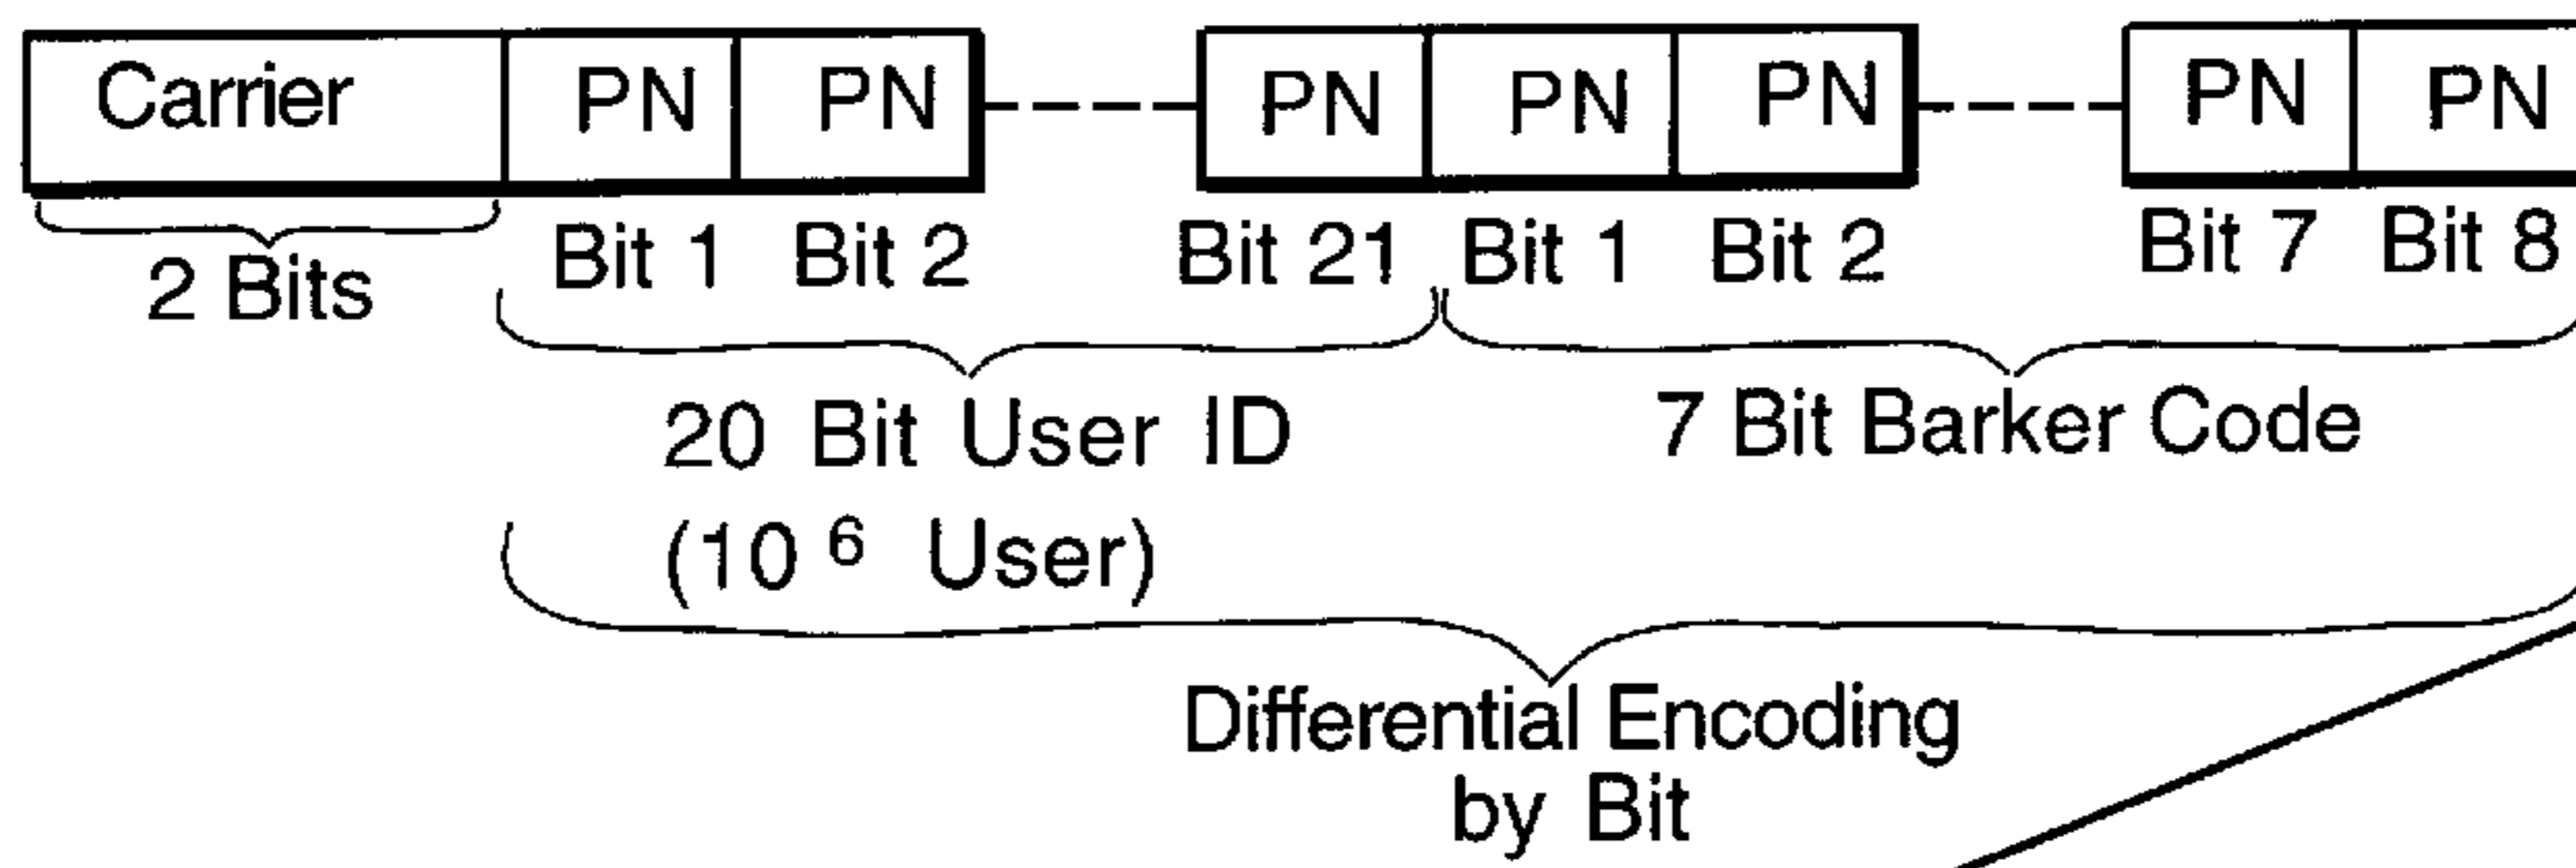 Carrier PN PN PN PN PN PN PN
2 Bits Bit 1 Bit 2 Bit 21 Bit 1 Bit 2 Bit 7 Bit 8
20 Bit User ID 7 Bit Barker Code
(10 6 User)
Differential Encoding
by Bit